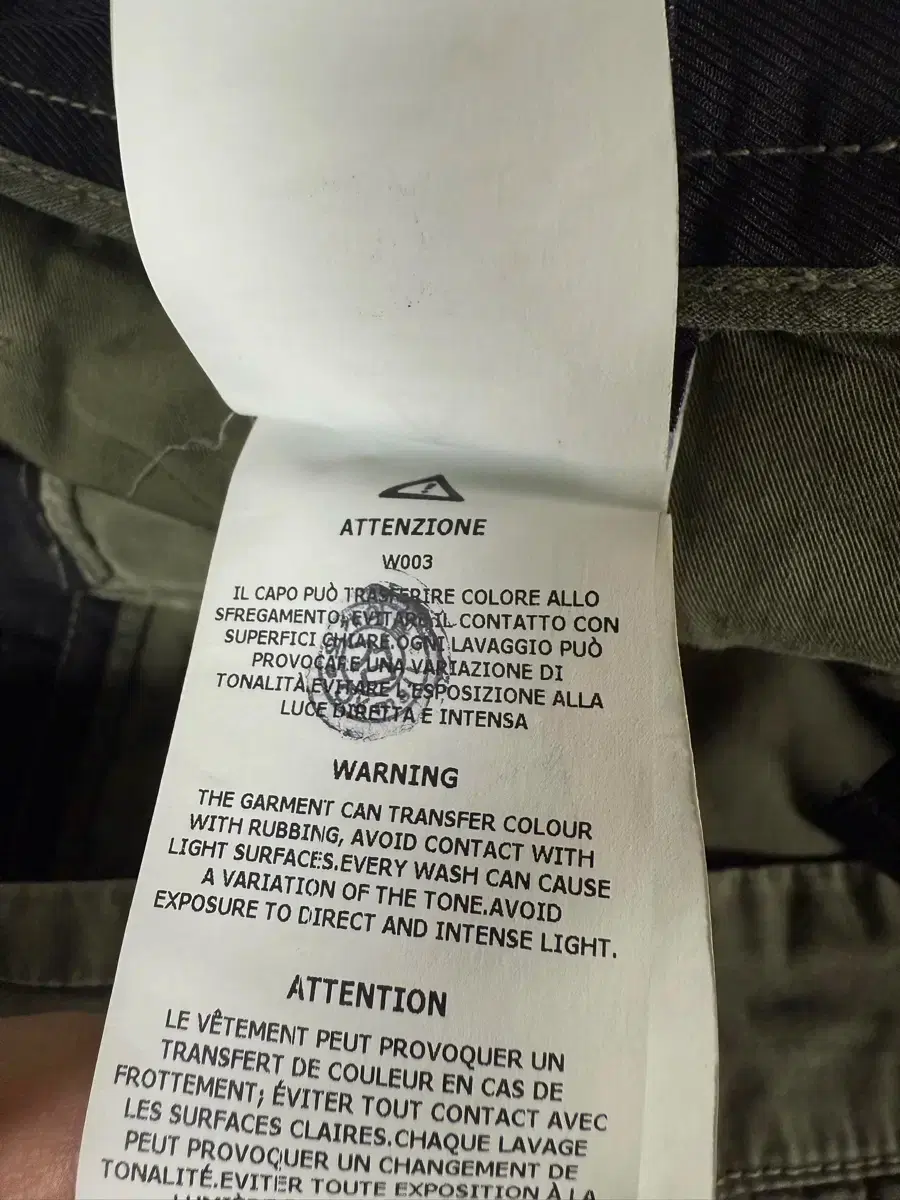 ATTENZIONE
W003
IL CAPO PUÒ TRASFERIRE COLORE ALLO
SFREGAMENTO, EVITARE IL CONTATTO CON
SUPERFICI CHIARE.OGNI LAVAGGIO PUÒ
PROVOCARE UNA VARIAZIONE DI
TONALITÀ.EVITARE L'ESPOSIZIONE ALLA
LUCE DIRETTA E INTENSA
WARNING
THE GARMENT CAN TRANSFER COLOUR
WITH RUBBING, AVOID CONTACT WITH
LIGHT SURFACES.EVERY WASH CAN CAUSE
A VARIATION OF THE TONE.AVOID
EXPOSURE TO DIRECT AND INTENSE LIGHT.
ATTENTION
LE VÊTEMENT PEUT PROVOQUER UN
TRANSFERT DE COULEUR EN CAS DE
FROTTEMENT; ÉVITER TOUT CONTACT AVEC
LES SURFACES CLAIRES.CHAQUE LAVAGE
PEUT PROVOQUER UN CHANGEMENT DE
TONALITÉ.EVITER TOUTE EXPOSITION À LA